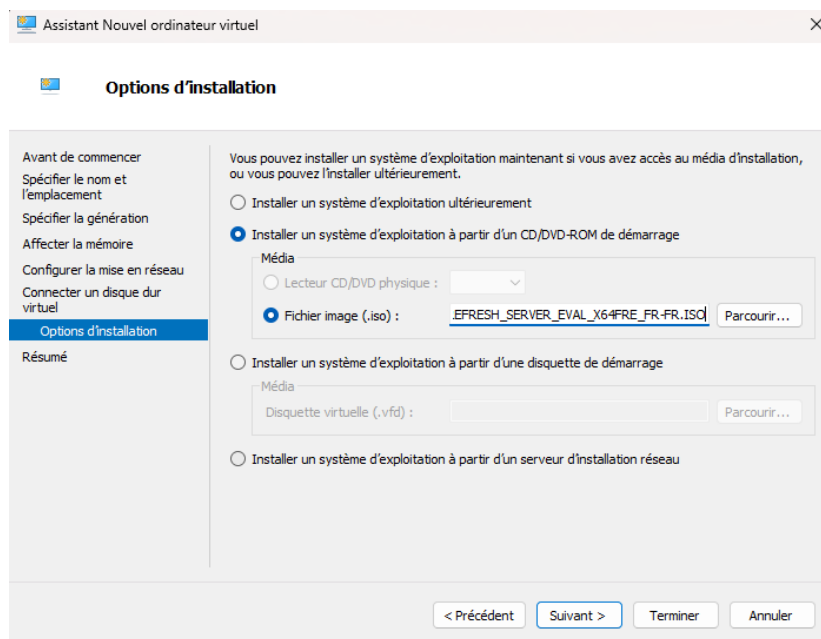 Assistant Nouvel ordinateur virtuel
Options d'installation
Avant de commencer
Spécifier le nom et
l'emplacement
Spécifier la génération
Affecter la mémoire
Configurer la mise en réseau
Connecter un disque dur
virtuel
Options d'installation
Résumé
Vous pouvez installer un système d'exploitation maintenant si vous avez accès au média d'installation,
ou vous pouvez l'installer ultérieurement.
Installer un système d'exploitation ultérieurement
Installer un système d'exploitation à partir d'un CD/DVD-ROM de démarrage
Média
Lecteur CD/DVD physique :
Fichier image (.iso) : .EFRESH_SERVER_EVAL_X64FRE_FR-FR.ISO Parcourir...
Installer un système d'exploitation à partir d'une disquette de démarrage
Média
Disquette virtuelle (.vfd) : Parcourir...
Installer un système d'exploitation à partir d'un serveur d'installation réseau
< Précédent Suivant > Terminer Annuler